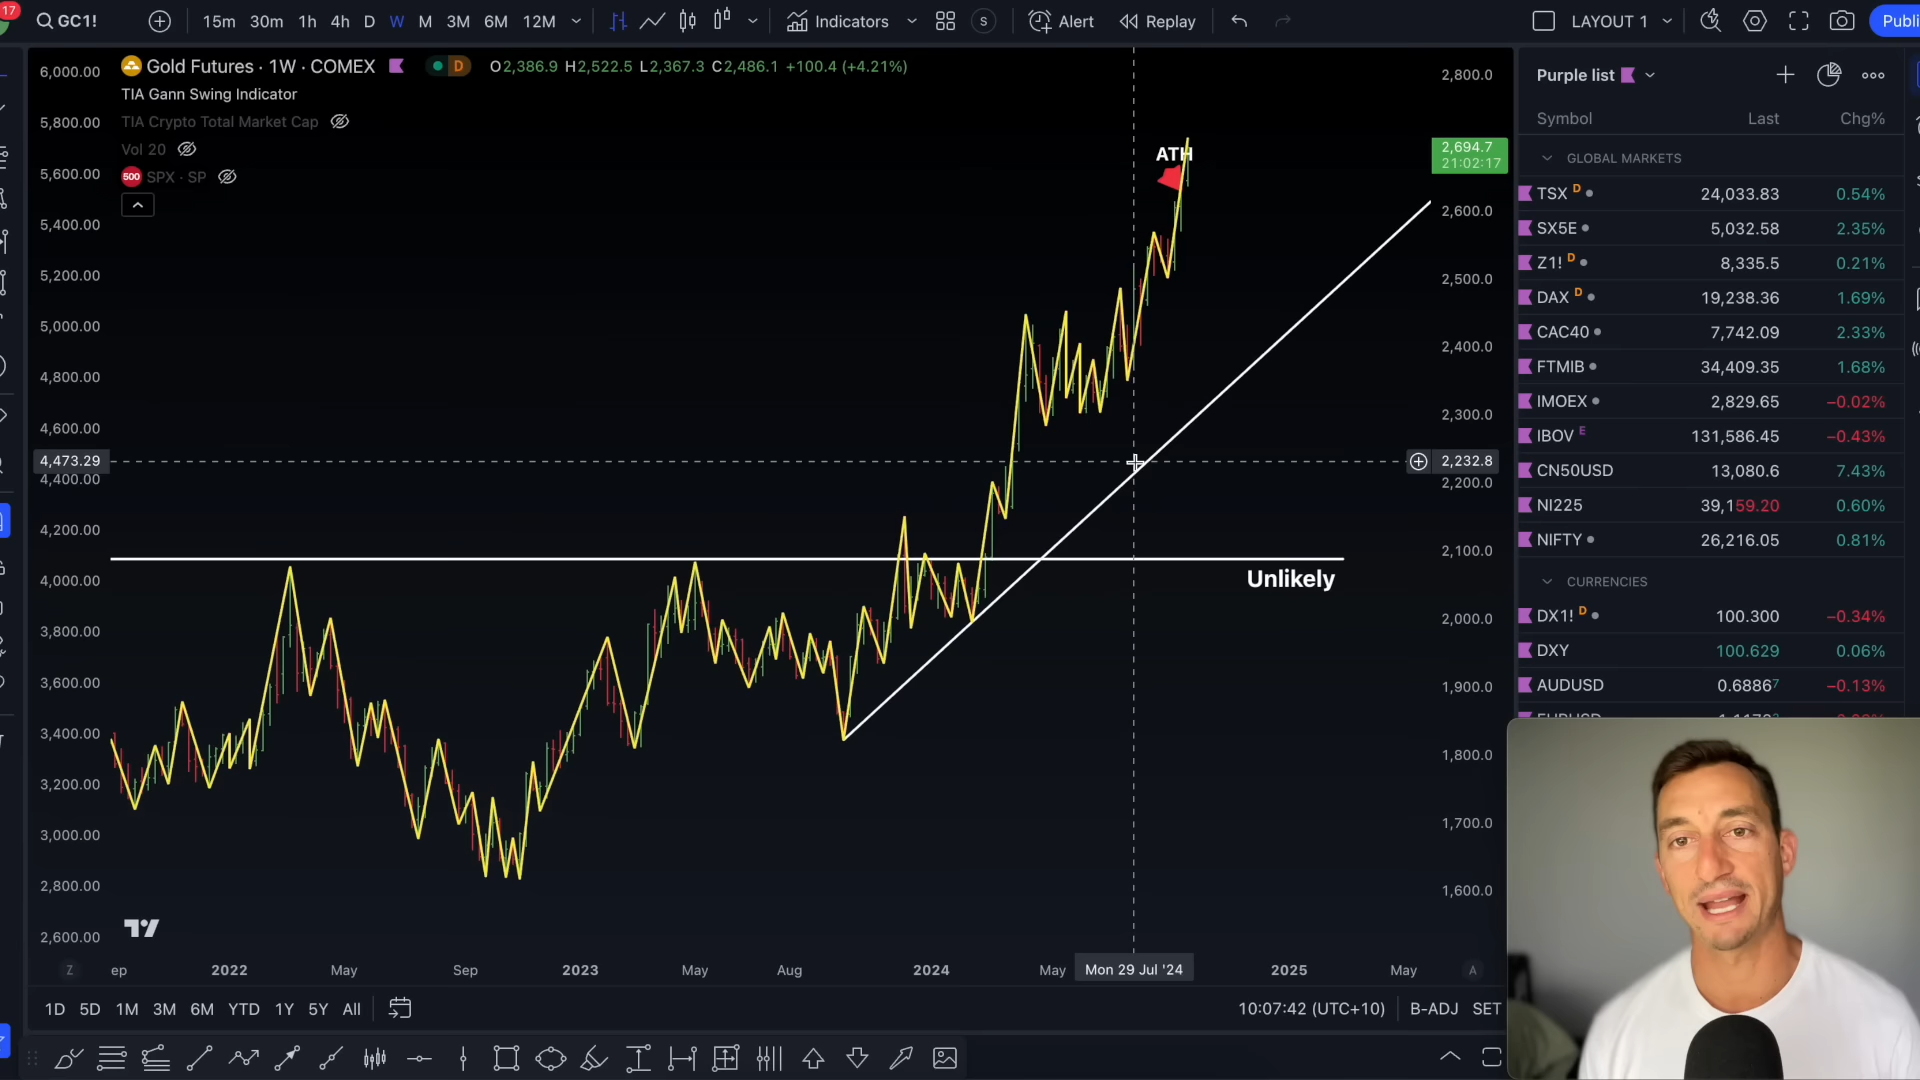 17
GC1!
15m 30m 1h 4h D W M 3M 6M 12M
Indicators
S
Alert
Replay
LAYOUT 1
Publi
Gold Futures · 1W · COMEX
D
O2,386.9 H2,522.5 L2,367.3 C2,486.1 +100.4 (+4.21%)
TIA Gann Swing Indicator
TIA Crypto Total Market Cap
Vol 20
500 SPX · SP
6,000.00
5,800.00
5,600.00
5,400.00
5,200.00
5,000.00
4,800.00
4,600.00
4,473.29
4,400.00
4,200.00
4,000.00
3,800.00
3,600.00
3,400.00
3,200.00
3,000.00
2,800.00
2,600.00
ATH
Unlikely
2,800.0
2,694.7
21:02:17
2,600.0
2,500.0
2,400.0
2,300.0
2,232.8
2,200.0
2,100.0
2,000.0
1,900.0
1,800.0
1,700.0
1,600.0
Z ep 2022 May Sep 2023 May Aug 2024 May Mon 29 Jul '24 2025 May A
1D 5D 1M 3M 6M YTD 1Y 5Y All
10:07:42 (UTC+10) B-ADJ SET
Purple list
Symbol Last Chg%
GLOBAL MARKETS
TSX D 24,033.83 0.54%
SX5E 5,032.58 2.35%
Z1! D 8,335.5 0.21%
DAX D 19,238.36 1.69%
CAC40 7,742.09 2.33%
FTMIB 34,409.35 1.68%
IMOEX 2,829.65 −0.02%
IBOV E 131,586.45 −0.43%
CN50USD 13,080.6 7.43%
NI225 39,159.20 0.60%
NIFTY 26,216.05 0.81%
CURRENCIES
DX1! D 100.300 −0.34%
DXY 100.629 0.06%
AUDUSD 0.68867 −0.13%